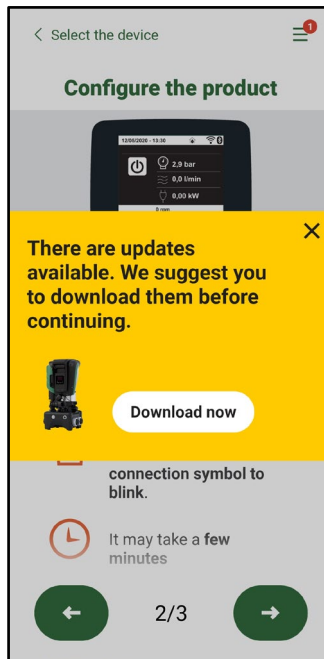 Select the device
1
Configure the product
12/05/2020 - 13:30
2,9 bar
0,0 l/min
0,00 kW
There are updates
available. We suggest you
to download them before
continuing.
Download now
connection symbol to
blink.
It may take a few
minutes
2/3